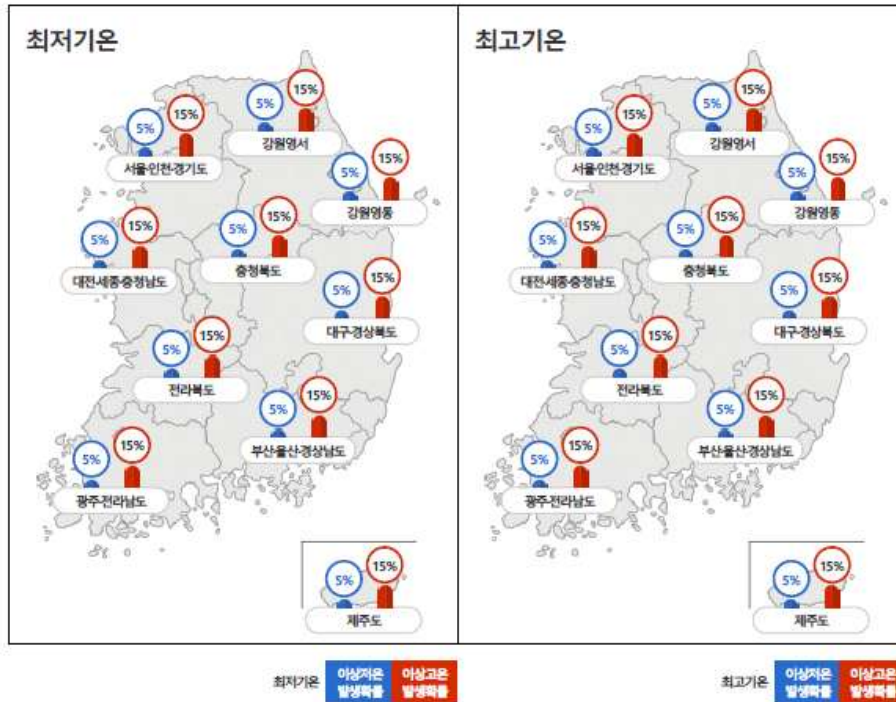 최저기온
5%
15%
서울·인천·경기도
5%
15%
강원영서
5%
15%
강원영동
5%
15%
대전·세종·충청남도
5%
15%
충청북도
5%
15%
대구·경상북도
5%
15%
전라북도
5%
15%
부산·울산·경상남도
5%
15%
광주·전라남도
5%
15%
제주도
최저기온
이상저온
발생확률
이상고온
발생확률
최고기온
5%
15%
서울·인천·경기도
5%
15%
강원영서
5%
15%
강원영동
5%
15%
대전·세종·충청남도
5%
15%
충청북도
5%
15%
대구·경상북도
5%
15%
전라북도
5%
15%
부산·울산·경상남도
5%
15%
광주·전라남도
5%
15%
제주도
최고기온
이상저온
발생확률
이상고온
발생확률